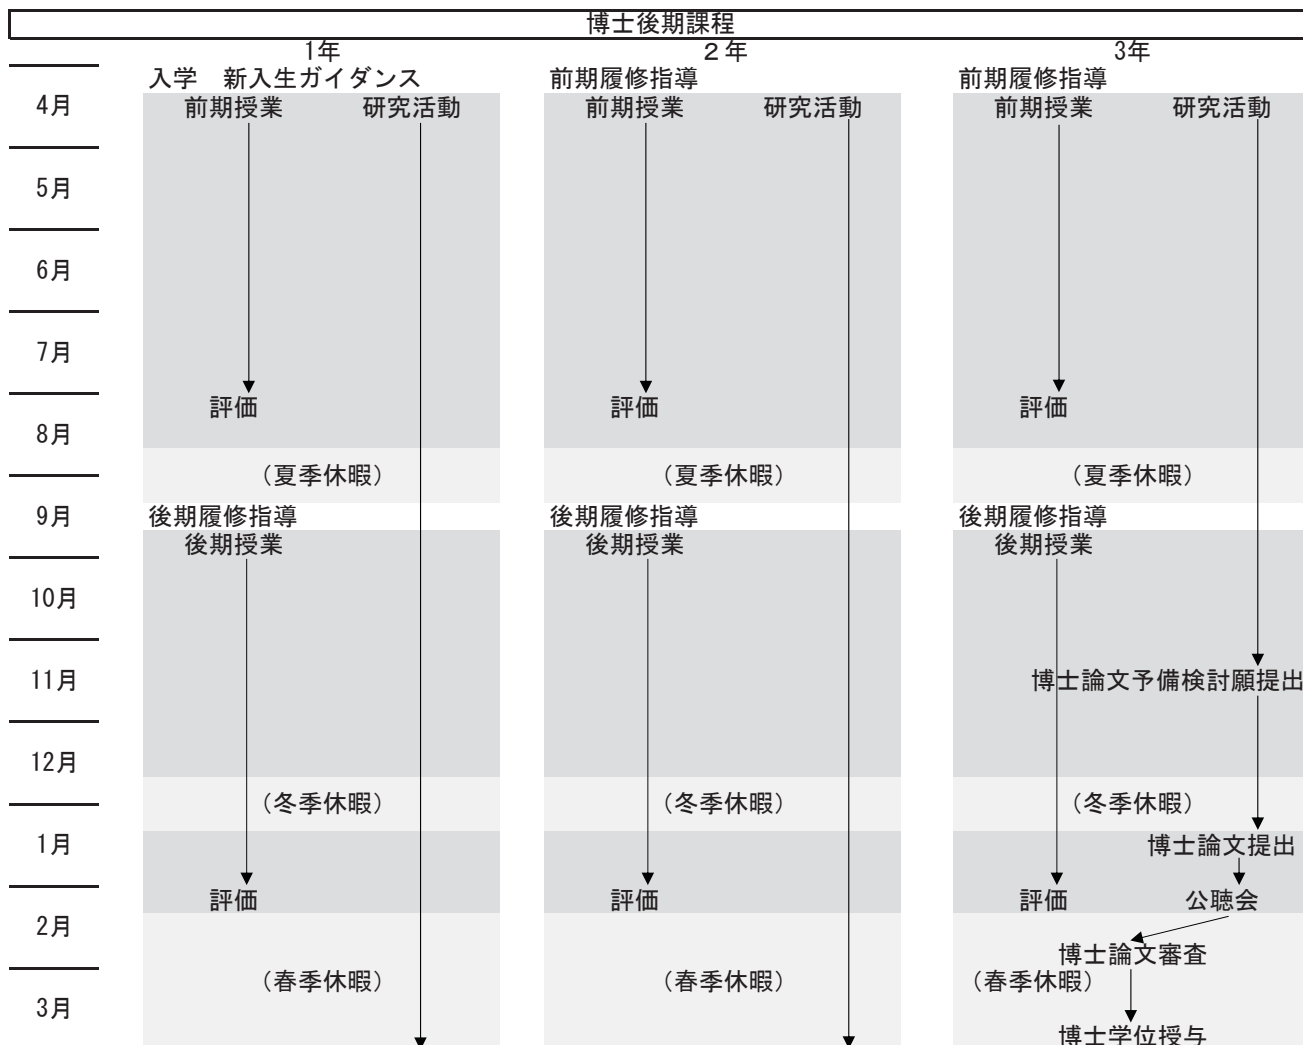 博士後期課程
1年 2年 3年
入学 新入生ガイダンス 前期履修指導 前期履修指導
4月 前期授業 研究活動 前期授業 研究活動 前期授業 研究活動
5月
6月
7月
評価 評価 評価
8月
（夏季休暇） （夏季休暇） （夏季休暇）
9月 後期履修指導 後期履修指導 後期履修指導
後期授業 後期授業 後期授業
10月
11月 博士論文予備検討願提出
12月
（冬季休暇） （冬季休暇） （冬季休暇）
1月 博士論文提出
評価 評価 評価 公聴会
2月
博士論文審査
（春季休暇） （春季休暇） （春季休暇）
3月
博士学位授与